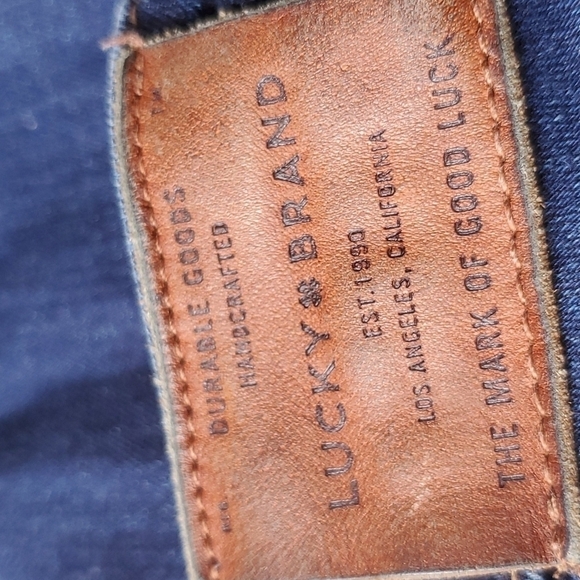 DURABLE GOODS
HANDCRAFTED
LUCKY BRAND
EST. 1990
LOS ANGELES, CALIFORNIA
THE MARK OF GOOD LUCK